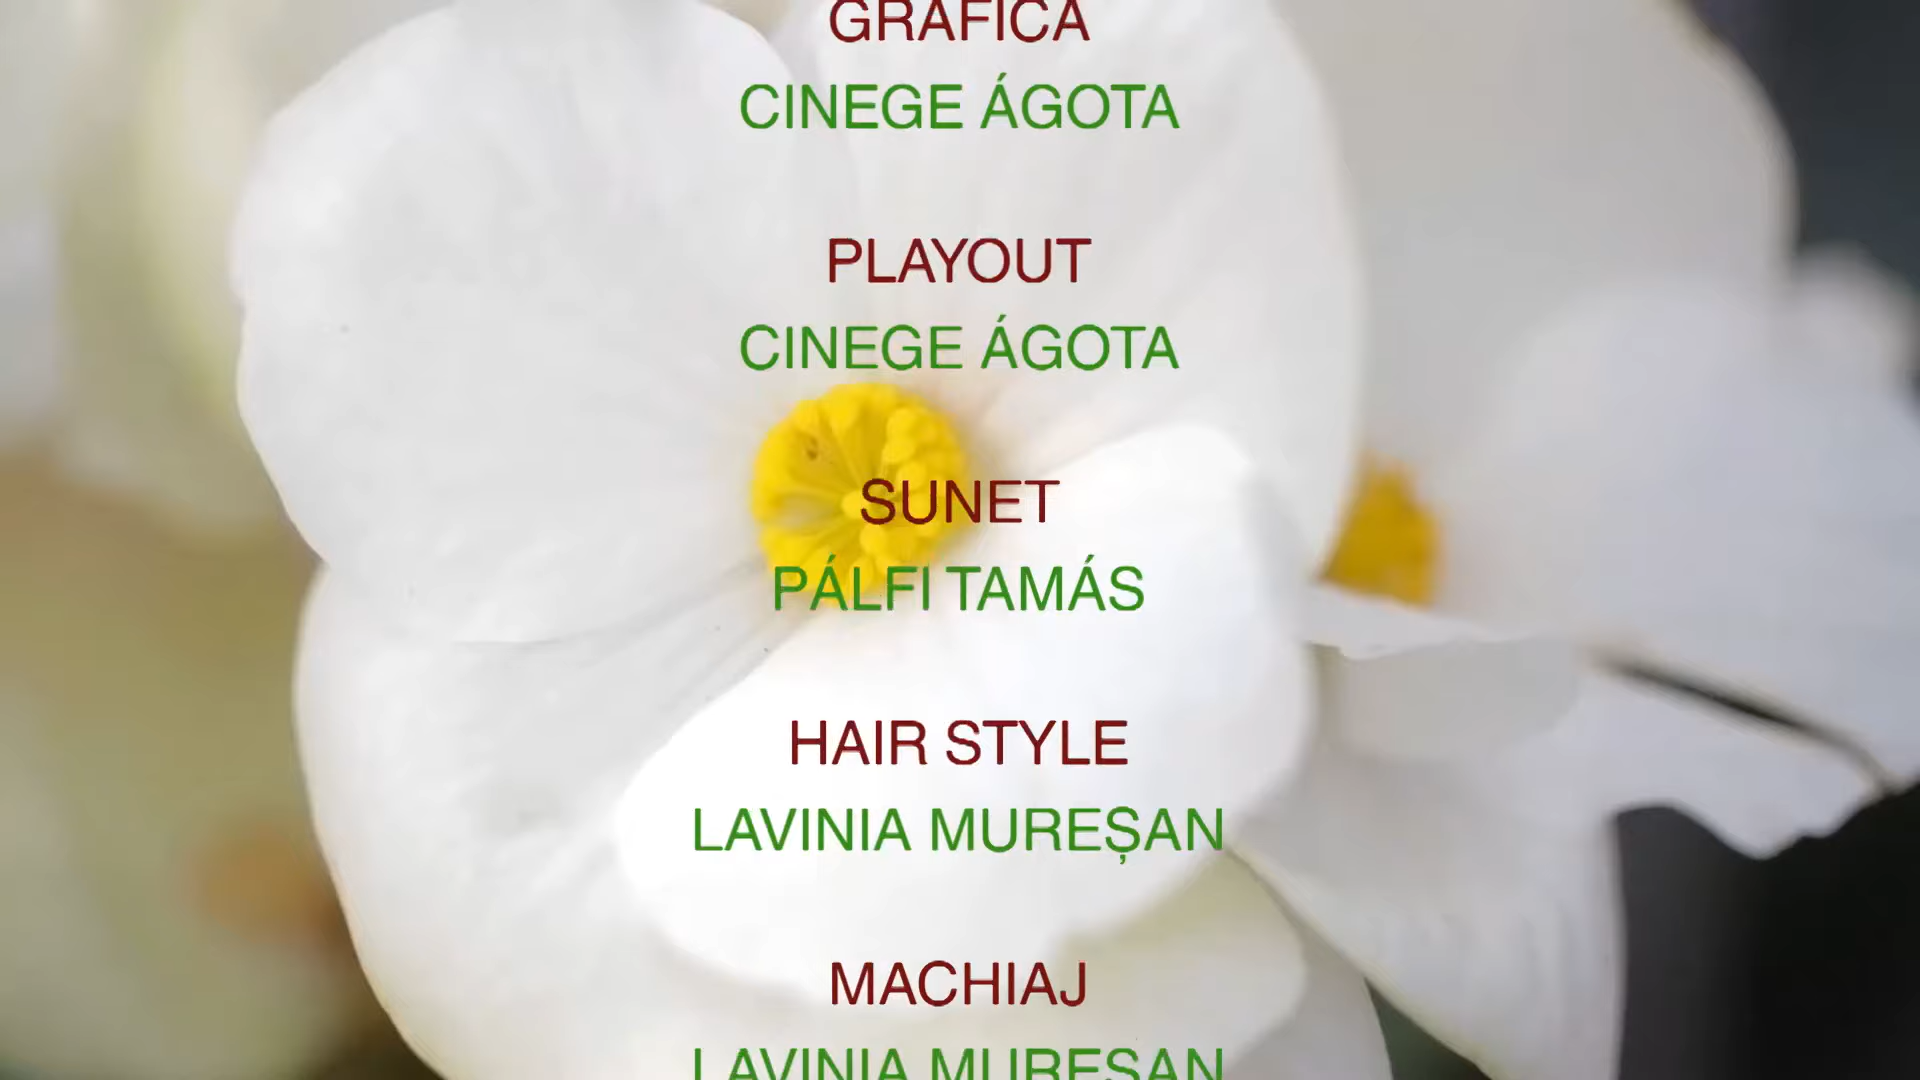 GRAFICA
CINEGE ÁGOTA
PLAYOUT
CINEGE ÁGOTA
SUNET
PÁLFI TAMÁS
HAIR STYLE
LAVINIA MUREȘAN
MACHIAJ
LAVINIA MUREȘAN